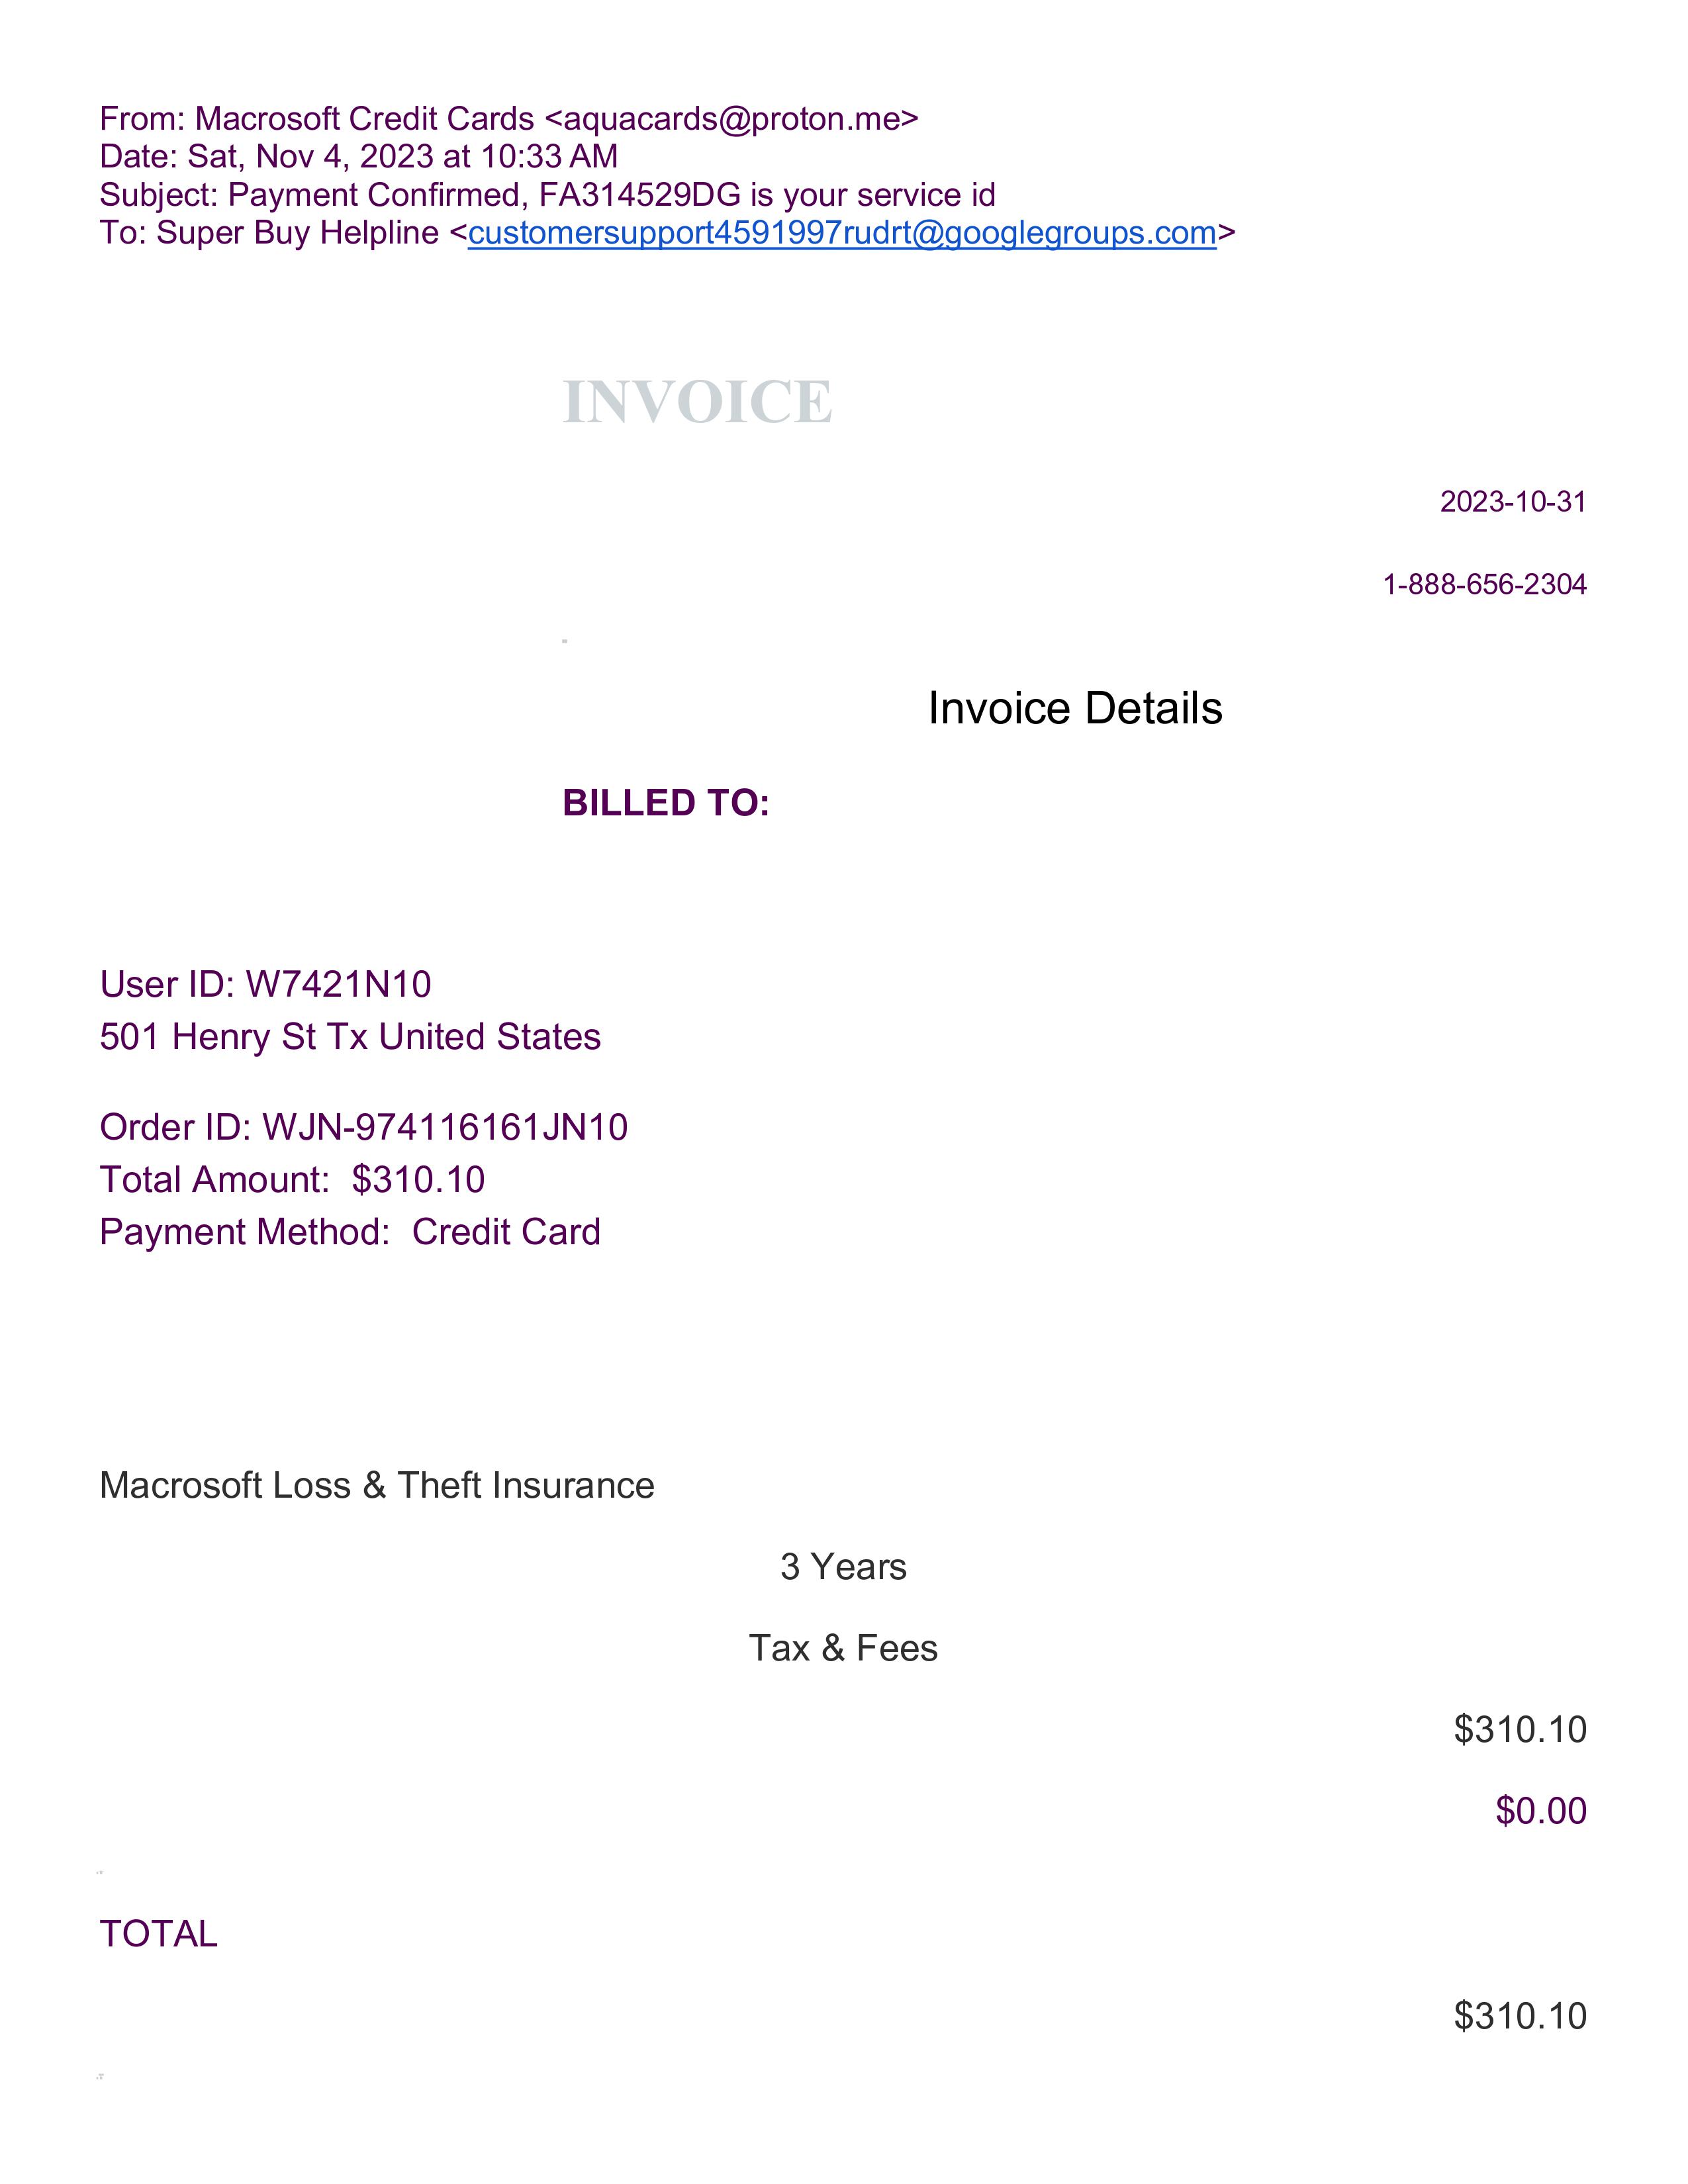 From: Macrosoft Credit Cards <aquacards@proton.me>
Date: Sat, Nov 4, 2023 at 10:33 AM
Subject: Payment Confirmed, FA314529DG is your service id
To: Super Buy Helpline <customersupport4591997rudrt@googlegroups.com>
INVOICE
2023-10-31
1-888-656-2304
Invoice Details
BILLED TO:
User ID: W7421N10
501 Henry St Tx United States
Order ID: WJN-974116161JN10
Total Amount: $310.10
Payment Method: Credit Card
Macrosoft Loss & Theft Insurance
3 Years
Tax & Fees
$310.10
$0.00
TOTAL
$310.10